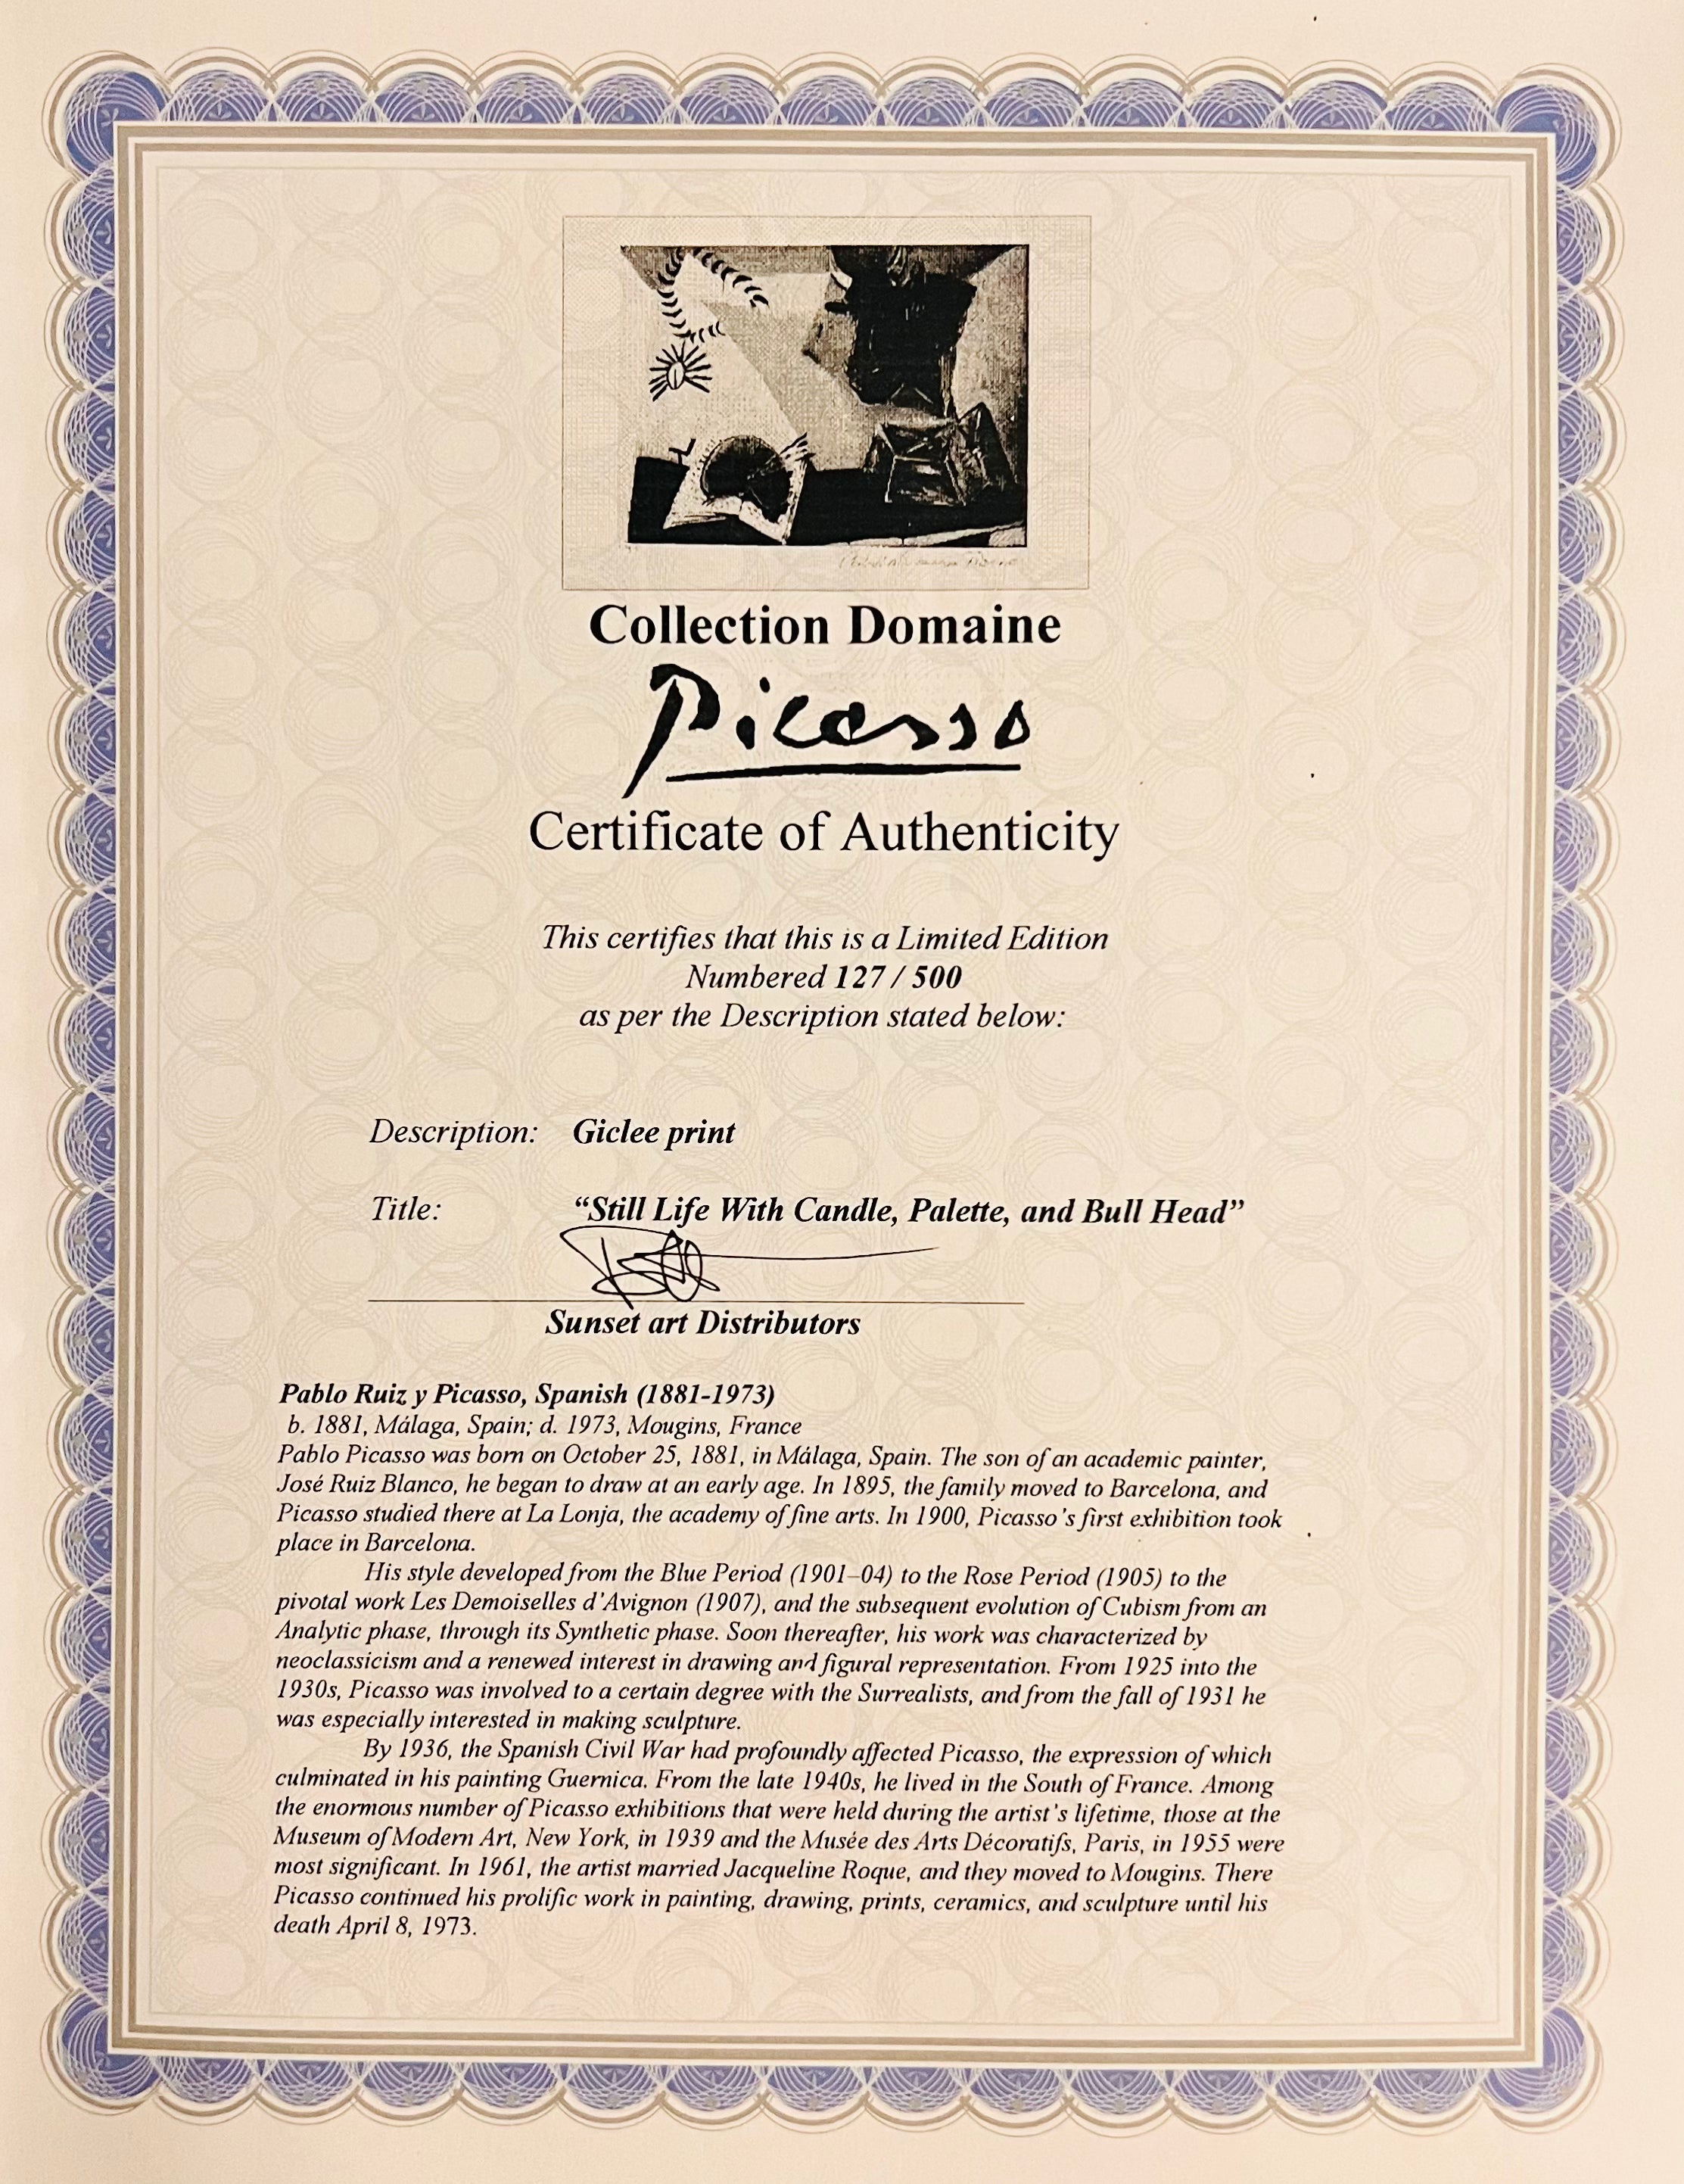 Collection Domaine
Picasso
Certificate of Authenticity
This certifies that this is a Limited Edition
Numbered 127 / 500
as per the Description stated below:
Description: Giclee print
Title: “Still Life With Candle, Palette, and Bull Head”
Sunset art Distributors
Pablo Ruiz y Picasso, Spanish (1881-1973)
b. 1881, Málaga, Spain; d. 1973, Mougins, France
Pablo Picasso was born on October 25, 1881, in Málaga, Spain. The son of an academic painter,
José Ruiz Blanco, he began to draw at an early age. In 1895, the family moved to Barcelona, and
Picasso studied there at La Lonja, the academy of fine arts. In 1900, Picasso’s first exhibition took
place in Barcelona.
His style developed from the Blue Period (1901–04) to the Rose Period (1905) to the
pivotal work Les Demoiselles d’Avignon (1907), and the subsequent evolution of Cubism from an
Analytic phase, through its Synthetic phase. Soon thereafter, his work was characterized by
neoclassicism and a renewed interest in drawing and figural representation. From 1925 into the
1930s, Picasso was involved to a certain degree with the Surrealists, and from the fall of 1931 he
was especially interested in making sculpture.
By 1936, the Spanish Civil War had profoundly affected Picasso, the expression of which
culminated in his painting Guernica. From the late 1940s, he lived in the South of France. Among
the enormous number of Picasso exhibitions that were held during the artist’s lifetime, those at the
Museum of Modern Art, New York, in 1939 and the Musée des Arts Décoratifs, Paris, in 1955 were
most significant. In 1961, the artist married Jacqueline Roque, and they moved to Mougins. There
Picasso continued his prolific work in painting, drawing, prints, ceramics, and sculpture until his
death April 8, 1973.